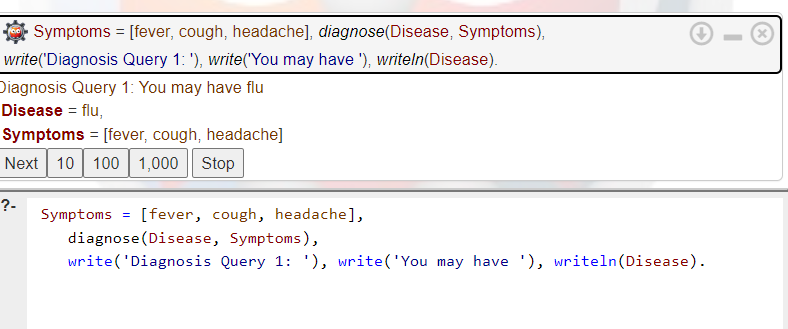 Symptoms = [fever, cough, headache], diagnose(Disease, Symptoms),
write('Diagnosis Query 1: '), write('You may have '), writeln(Disease).
Diagnosis Query 1: You may have flu
Disease = flu,
Symptoms = [fever, cough, headache]
Next 10 100 1,000 Stop
?- Symptoms = [fever, cough, headache],
diagnose(Disease, Symptoms),
write('Diagnosis Query 1: '), write('You may have '), writeln(Disease).